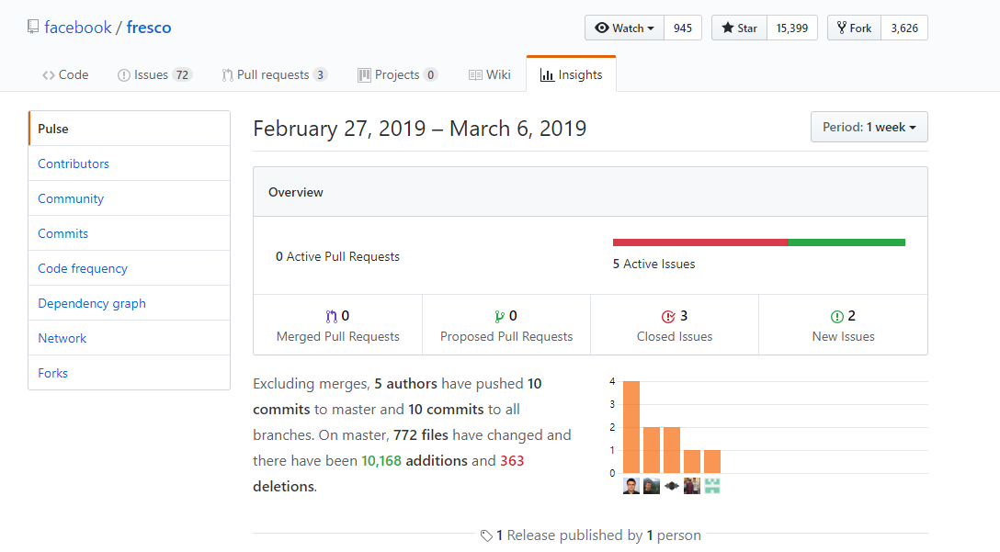 facebook / fresco
Watch 945 Star 15,399 Fork 3,626
Code Issues 72 Pull requests 3 Projects 0 Wiki Insights
Pulse
Contributors
Community
Commits
Code frequency
Dependency graph
Network
Forks
February 27, 2019 – March 6, 2019
Period: 1 week
Overview
0 Active Pull Requests
5 Active Issues
0
Merged Pull Requests
0
Proposed Pull Requests
3
Closed Issues
2
New Issues
Excluding merges, 5 authors have pushed 10
commits to master and 10 commits to all
branches. On master, 772 files have changed and
there have been 10,168 additions and 363
deletions.
4
3
2
1
0
1 Release published by 1 person